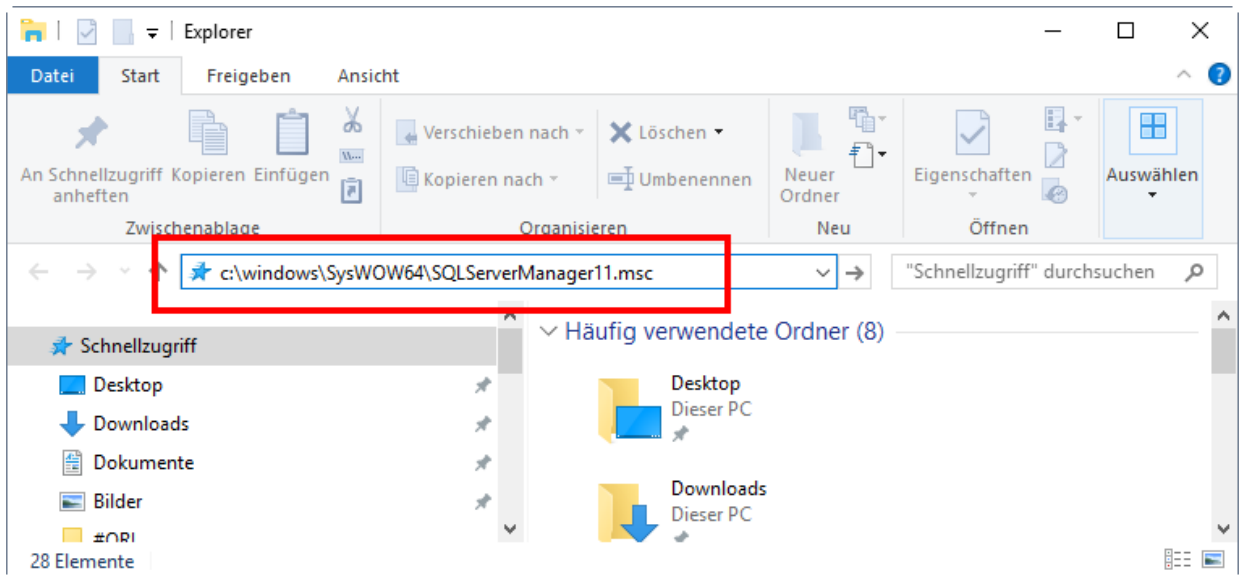 Explorer
Datei Start Freigeben Ansicht
An Schnellzugriff anheften
Kopieren
Einfügen
Zwischenablage
Verschieben nach
Kopieren nach
Löschen
Umbenennen
Organisieren
Neuer
Ordner
Neu
Eigenschaften
Öffnen
Auswählen
c:\windows\SysWOW64\SQLServerManager11.msc
"Schnellzugriff" durchsuchen
Schnellzugriff
Desktop
Downloads
Dokumente
Bilder
Häufig verwendete Ordner (8)
Desktop
Dieser PC
Downloads
Dieser PC
28 Elemente